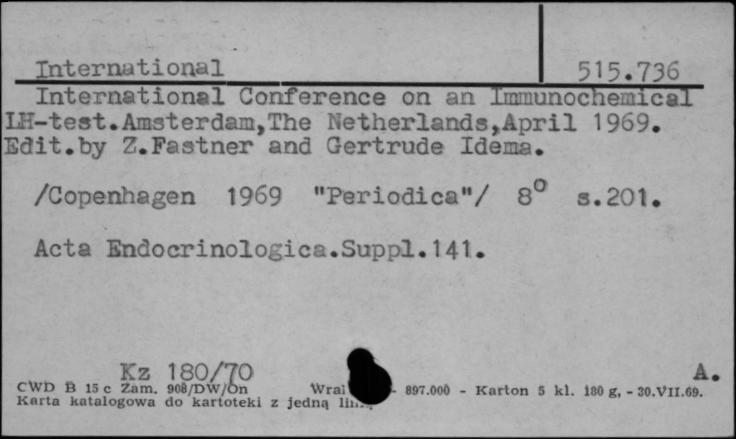 International 515.736
International Conference on an Immunochemical
LH-test.Amsterdam,The Netherlands,April 1969.
Edit.by Z.Fastner and Gertrude Idema.
/Copenhagen 1969 "Periodica"/ 8° s.201.
Acta Endocrinologica.Suppl.141.
Kz 180/70 A.
CWD B 15 c Zam. 908/DW/On - 897.000 - Karton 5 kl. 180 g, - 30.VII.69.
Karta katalogowa do kartoteki z jedną